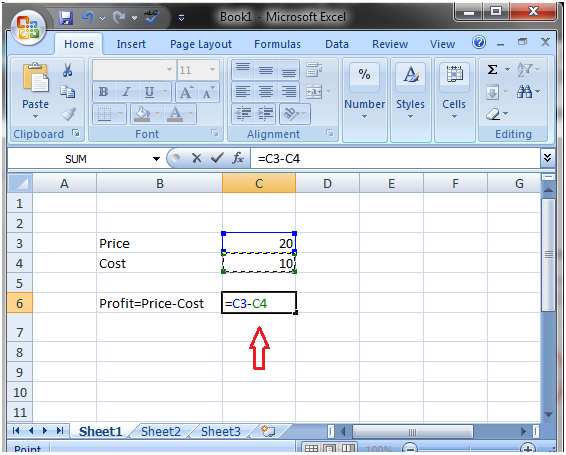 Book1 - Microsoft Excel
Home Insert Page Layout Formulas Data Review View
Paste
11
B I U
A A
A
%
Number
A
Styles
Cells
Σ
Clipboard Font Alignment Editing
SUM fx =C3-C4
A B C D E F G
1
2
3 Price 20
4 Cost 10
5
6 Profit=Price-Cost =C3-C4
7
8
9
10
11
Sheet1 Sheet2 Sheet3
Point 100%